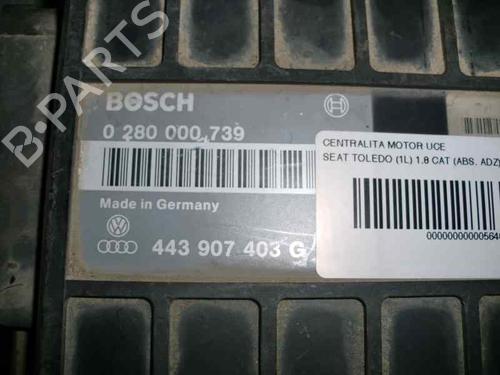 BOSCH
0 280 000 739
Made in Germany
443 907 403 G
CENTRALITA MOTOR UCE
SEAT TOLEDO (1L) 1.8 CAT (ABS. ADZ)
B-PARTS